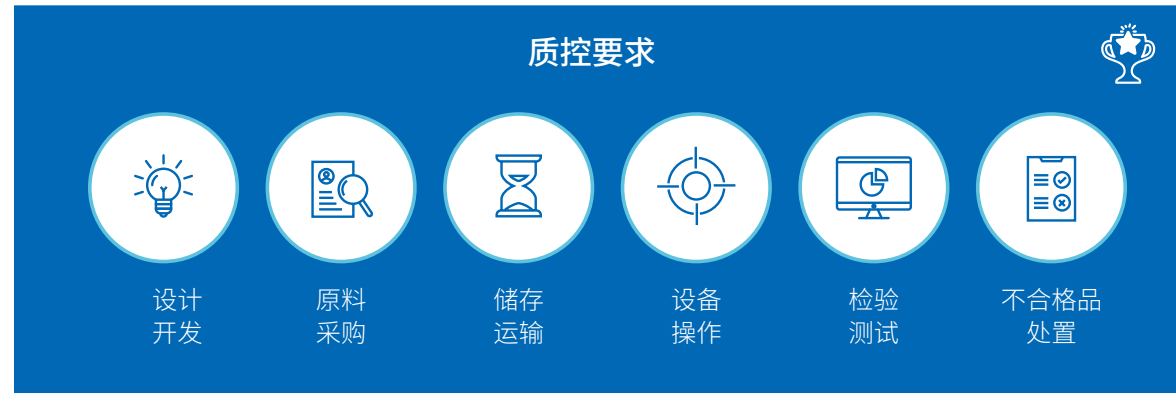 质控要求
设计
开发
原料
采购
储存
运输
设备
操作
检验
测试
不合格品
处置